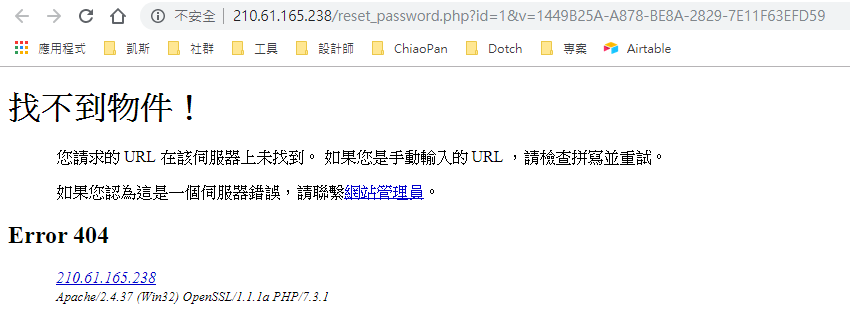 不安全 | 210.61.165.238/reset_password.php?id=1&v=1449B25A-A878-BE8A-2829-7E11F63EFD59
應用程式 凱斯 社群 工具 設計師 ChiaoPan Dotch 專案 Airtable
找不到物件！
您請求的 URL 在該伺服器上未找到。 如果您是手動輸入的 URL ，請檢查拼寫並重試。
如果您認為這是一個伺服器錯誤，請聯繫網站管理員。
Error 404
210.61.165.238
Apache/2.4.37 (Win32) OpenSSL/1.1.1a PHP/7.3.1